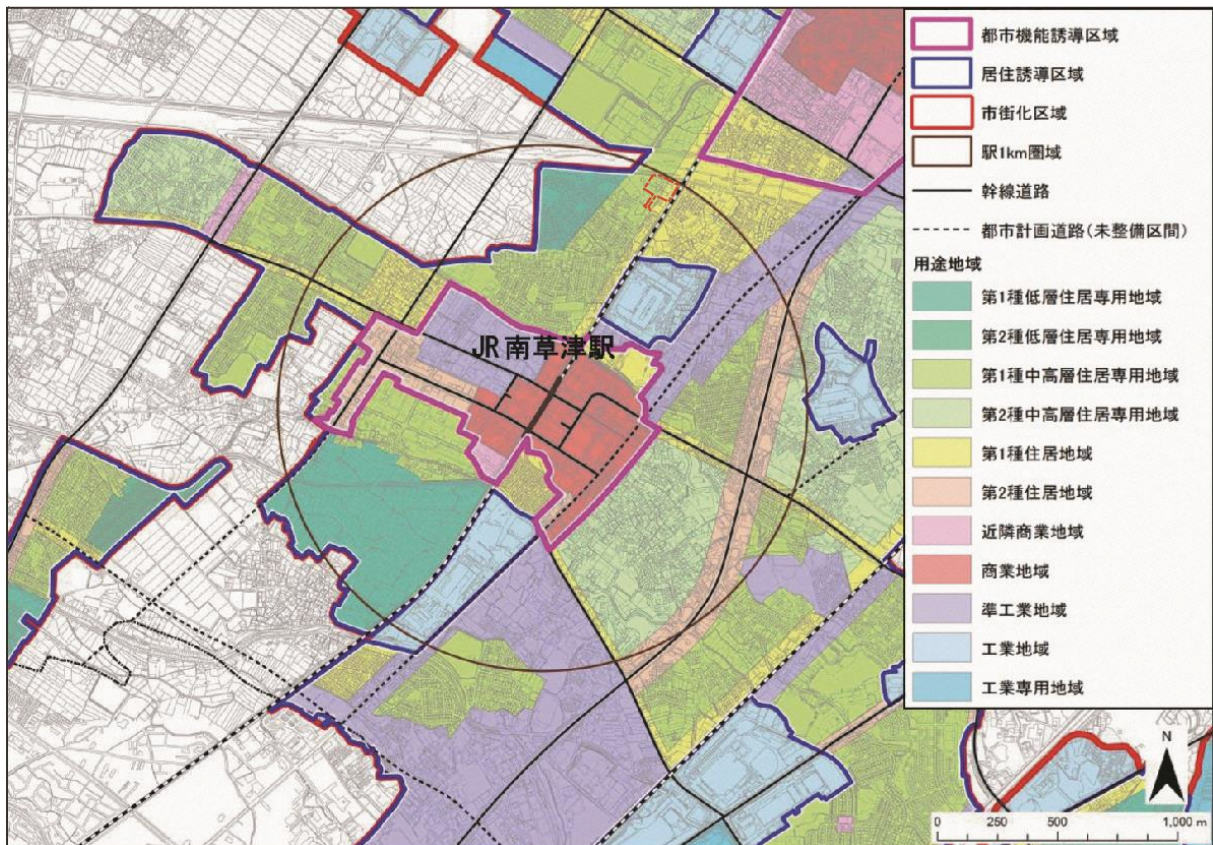 都市機能誘導区域
居住誘導区域
市街化区域
駅1km圏域
幹線道路
都市計画道路(未整備区間)
用途地域
第1種低層住居専用地域
第2種低層住居専用地域
第1種中高層住居専用地域
第2種中高層住居専用地域
第1種住居地域
第2種住居地域
近隣商業地域
商業地域
準工業地域
工業地域
工業専用地域
JR南草津駅
N
0 250 500 1,000 m